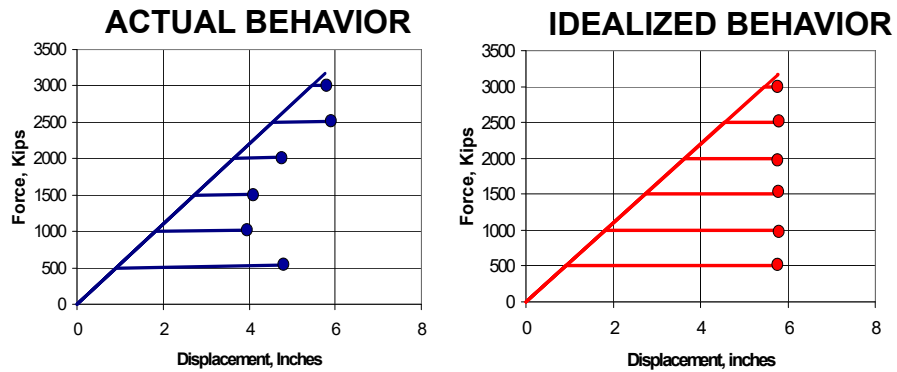 ACTUAL BEHAVIOR
3500
3000
2500
2000
1500
1000
500
0
Force, Kips
0 2 4 6 8
Displacement, Inches
IDEALIZED BEHAVIOR
3500
3000
2500
2000
1500
1000
500
0
Force, Kips
0 2 4 6 8
Displacement, inches